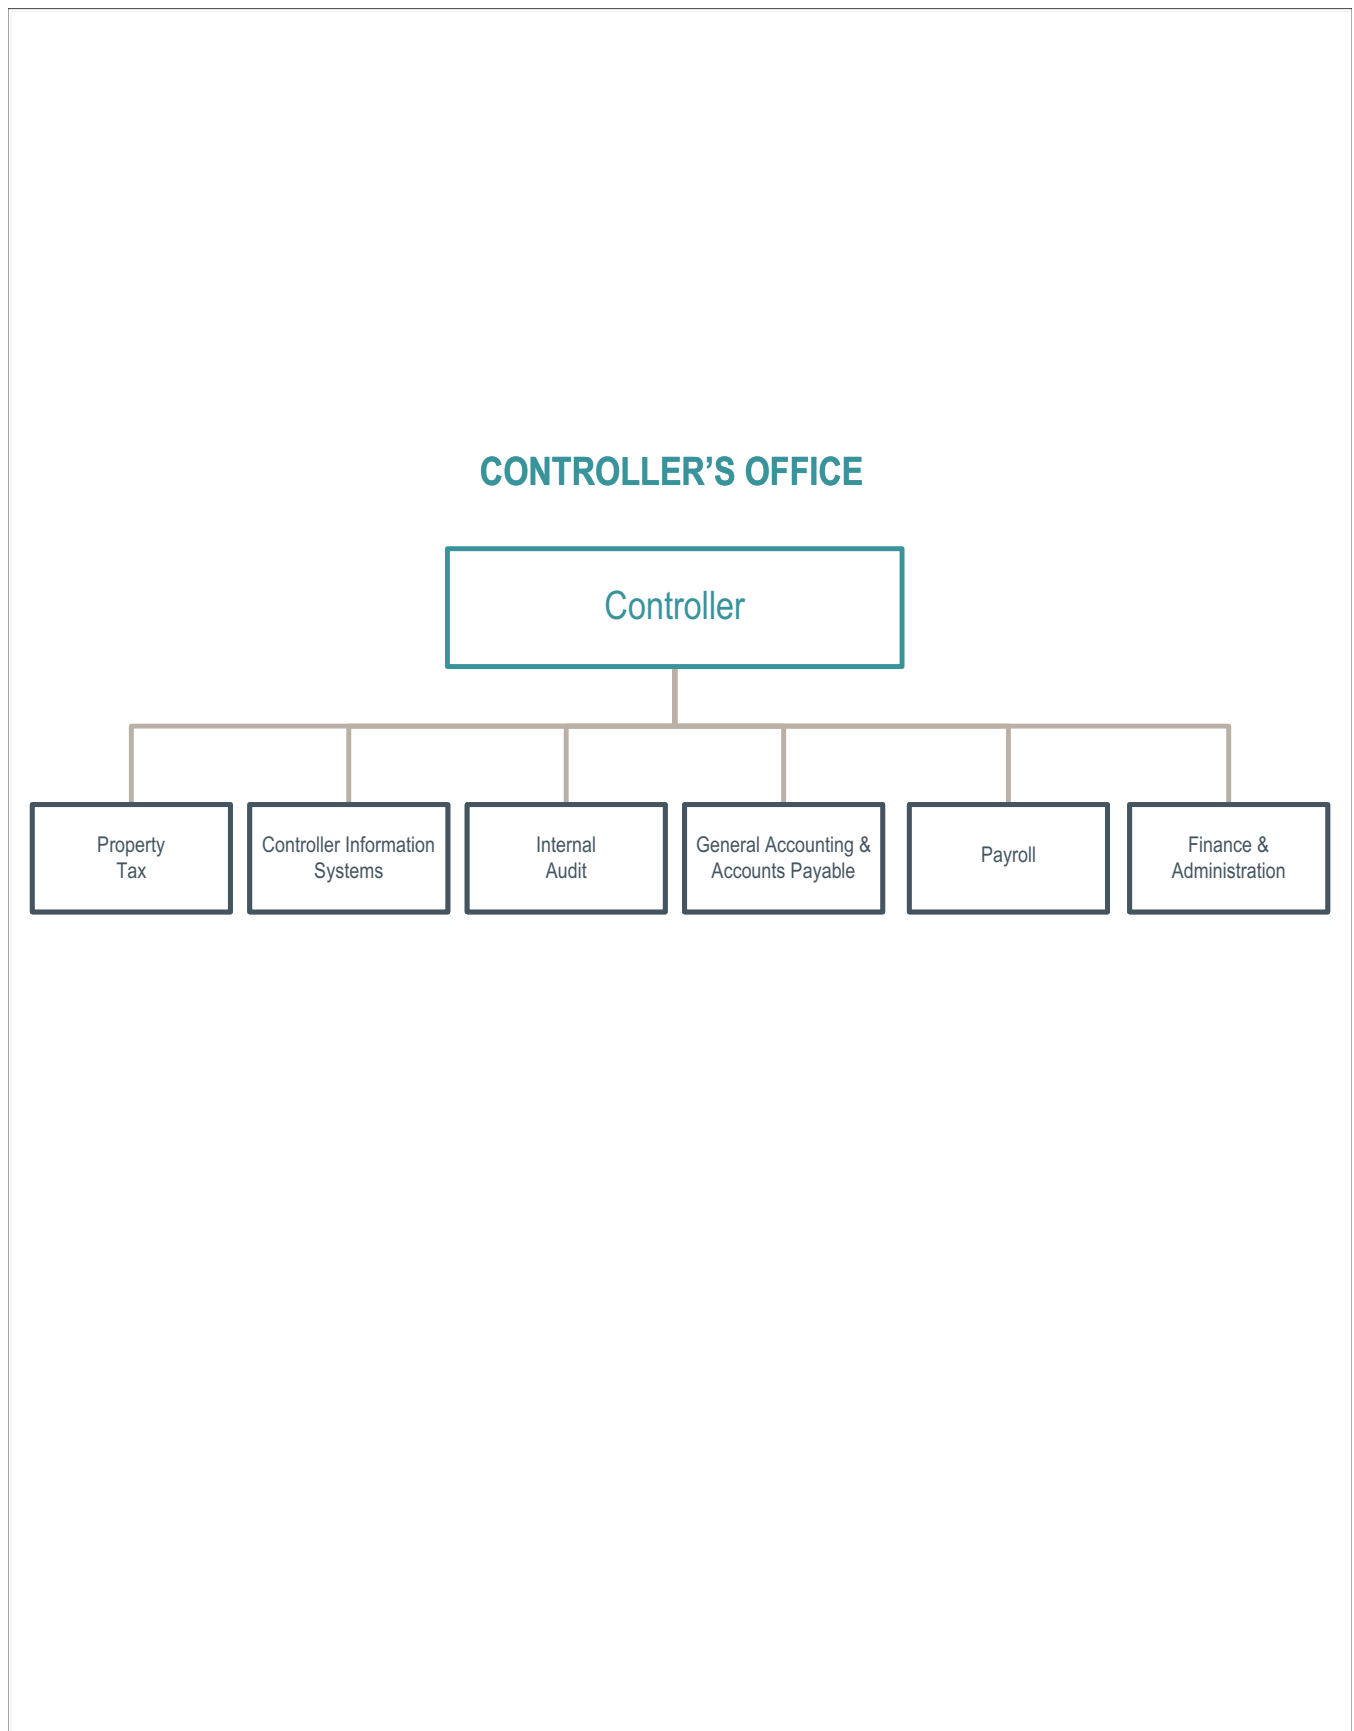 CONTROLLER’S OFFICE
Controller
Property
Tax
Controller Information
Systems
Internal
Audit
General Accounting &
Accounts Payable
Payroll
Finance &
Administration